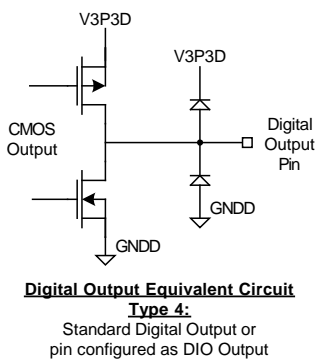 V3P3D
V3P3D
CMOS
Output
Digital
Output
Pin
GNDD
GNDD
Digital Output Equivalent Circuit
Type 4:
Standard Digital Output or
pin configured as DIO Output